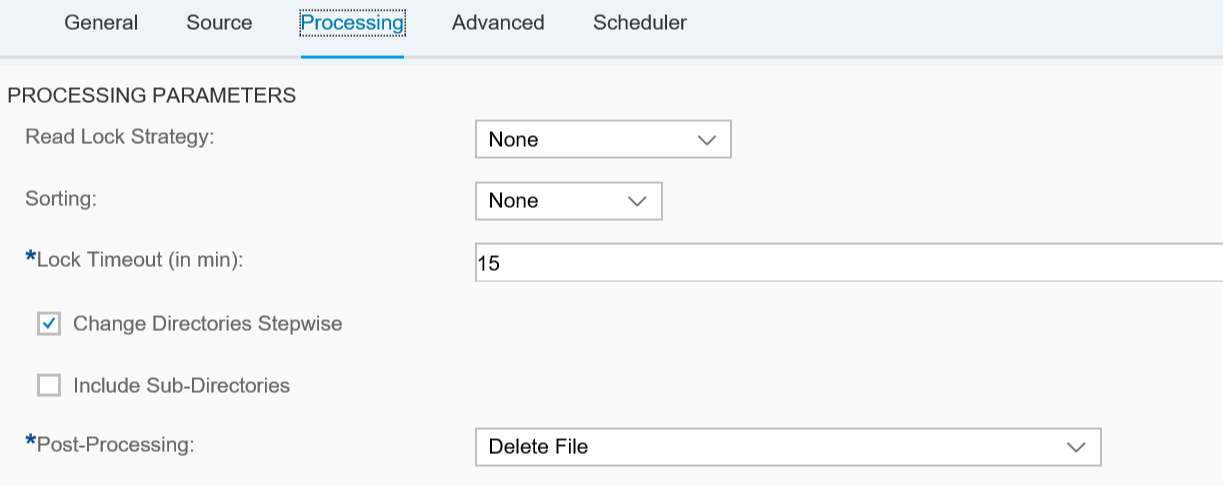 General Source Processing Advanced Scheduler
PROCESSING PARAMETERS
Read Lock Strategy: None
Sorting: None
*Lock Timeout (in min): 15
Change Directories Stepwise
Include Sub-Directories
*Post-Processing: Delete File